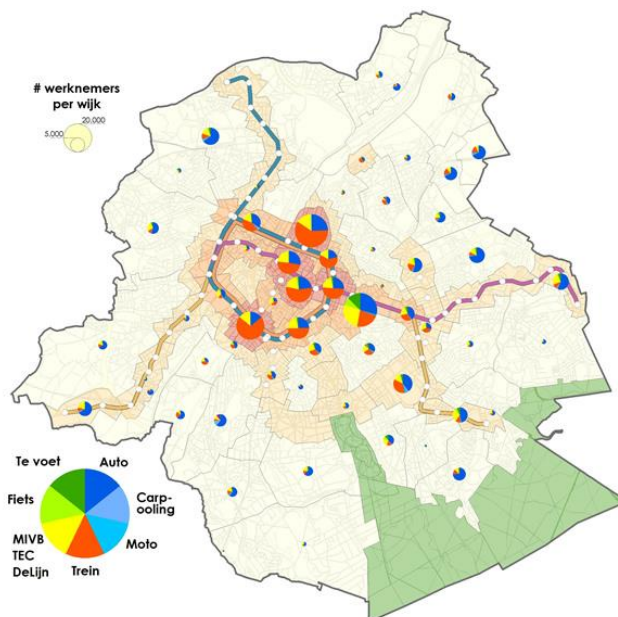 # werknemers
per wijk
20,000
5,000
Te voet
Auto
Fiets
Carp-
ooling
MIVB
TEC
DeLijn
Moto
Trein